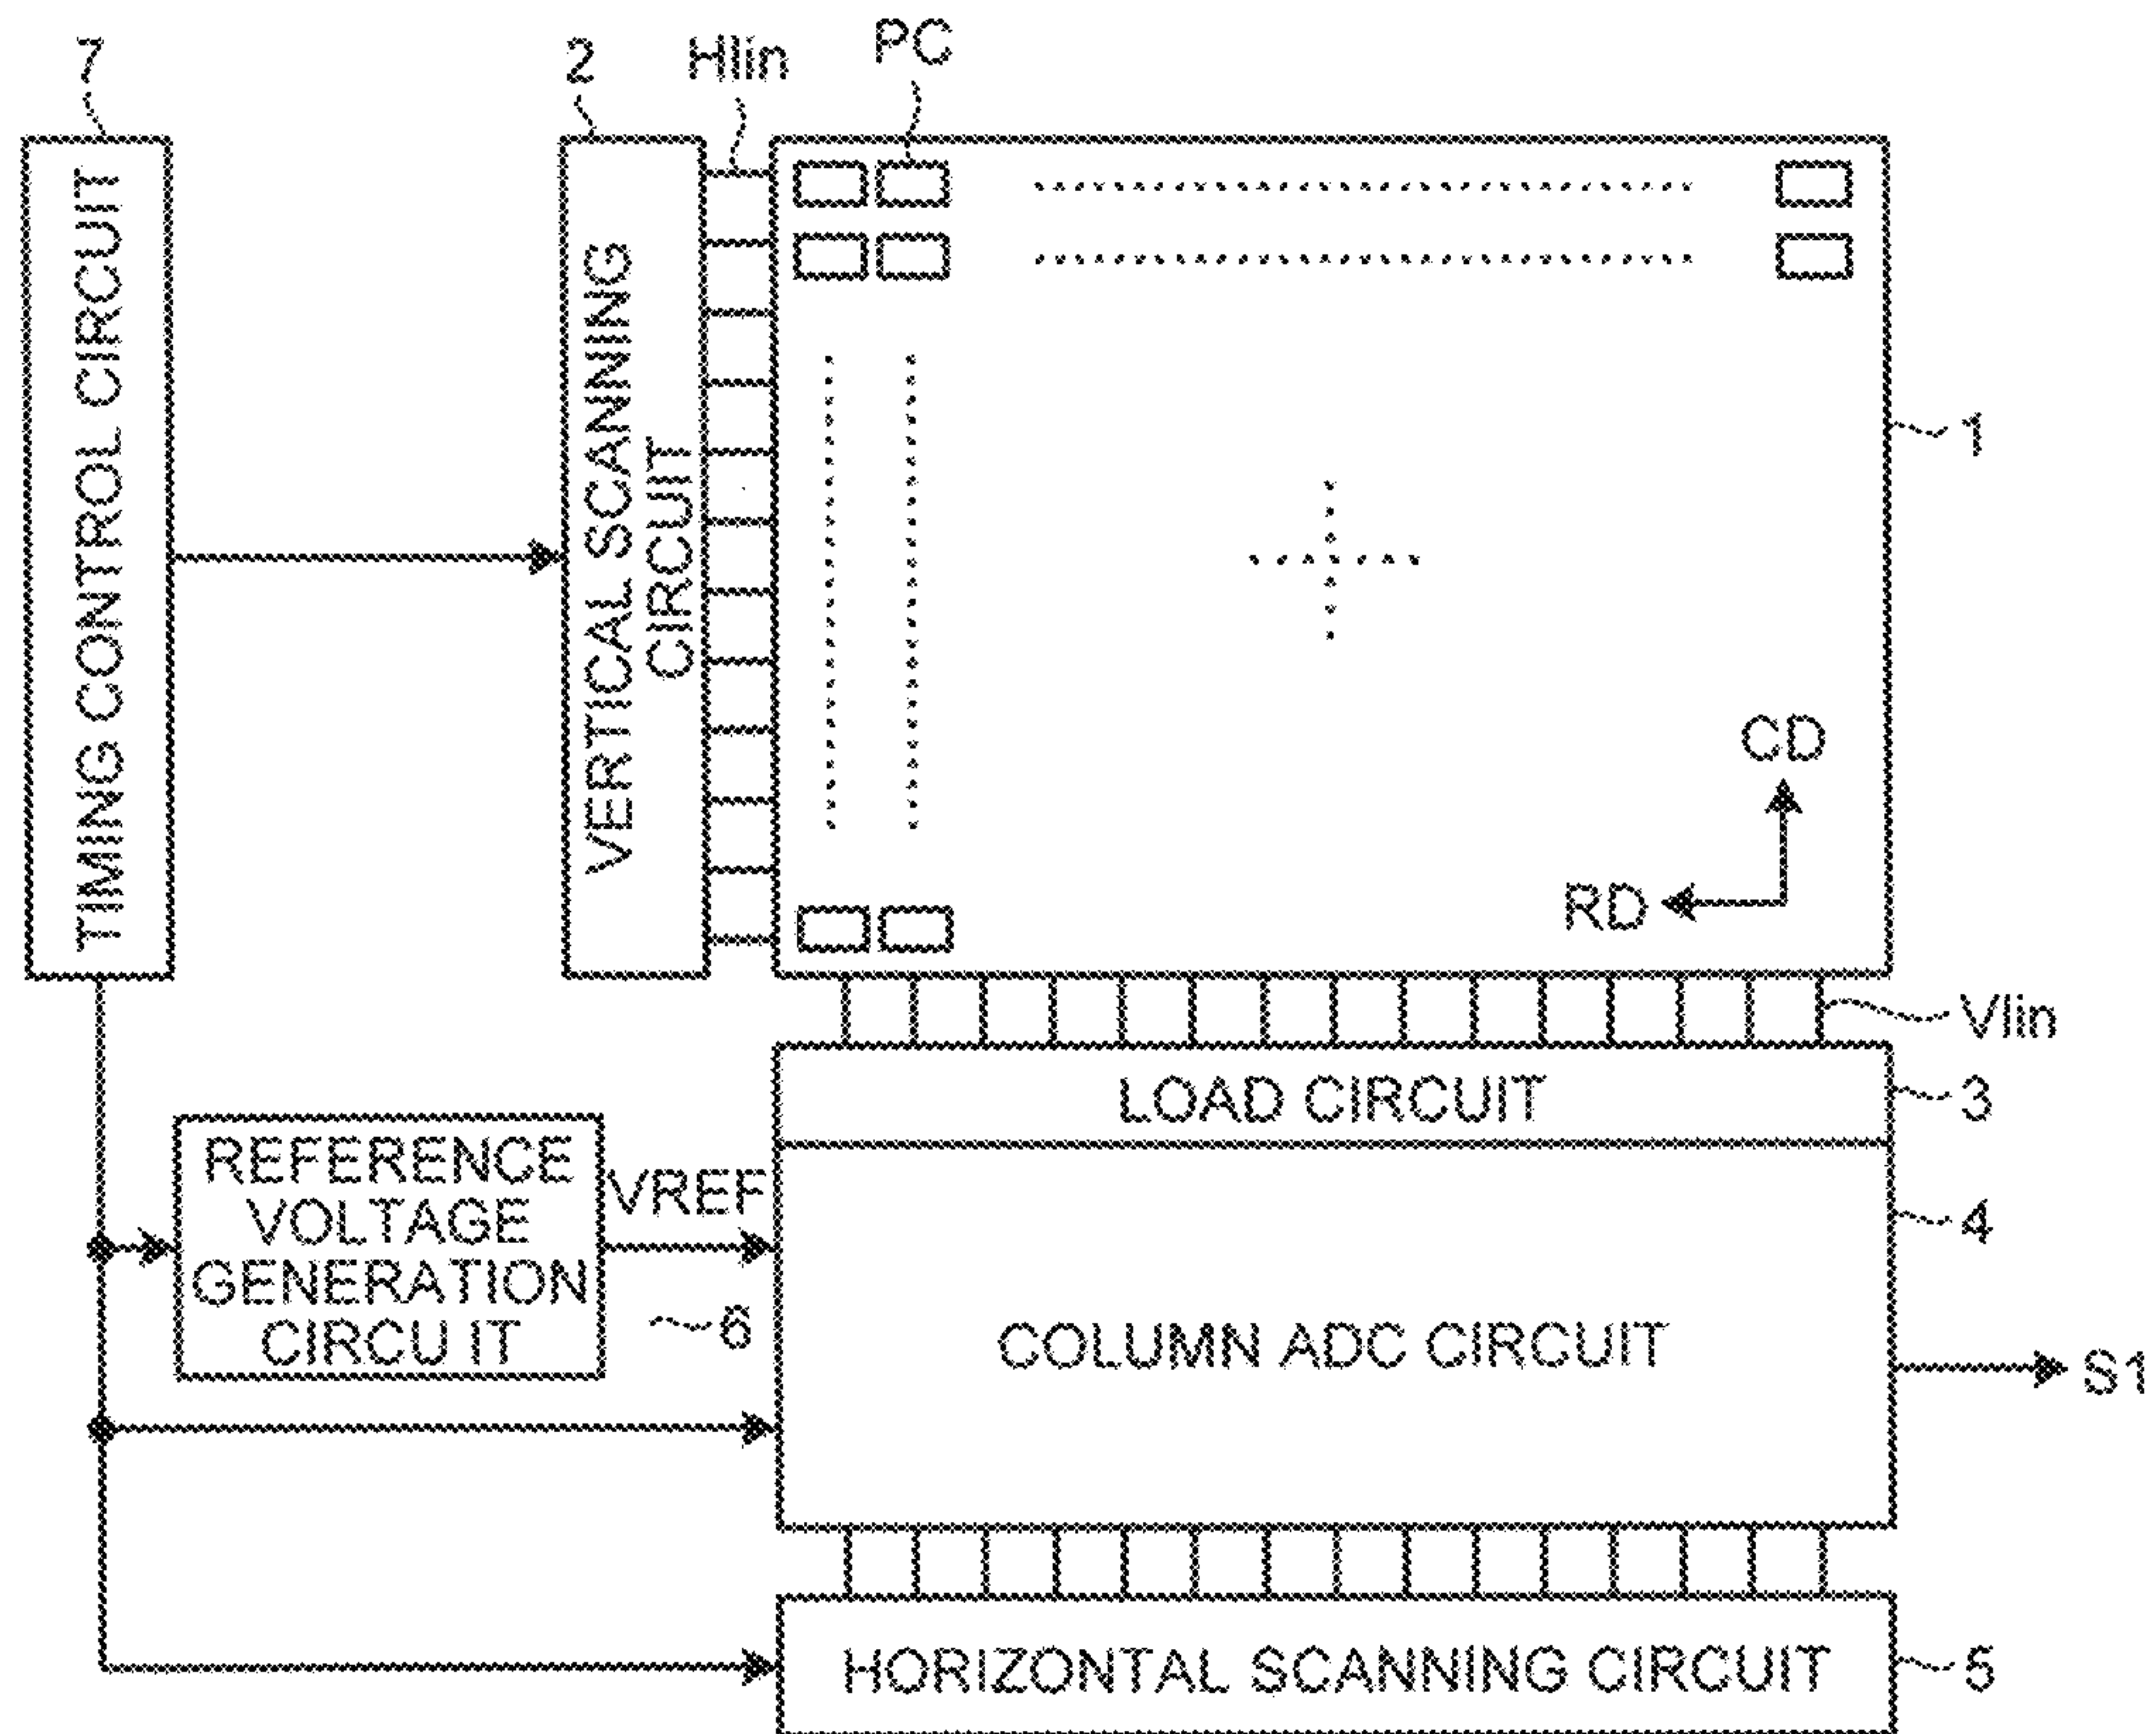 7
2
Hlin
PC
TIMING CONTROL CIRCUIT
VERTICAL SCANNING
CIRCUIT
1
CD
RD
Vlin
LOAD CIRCUIT
3
REFERENCE
VOLTAGE
GENERATION
CIRCU IT
VREF
6
4
COLUMN ADC CIRCUIT
S1
HORIZONTAL SCANNING CIRCUIT
5